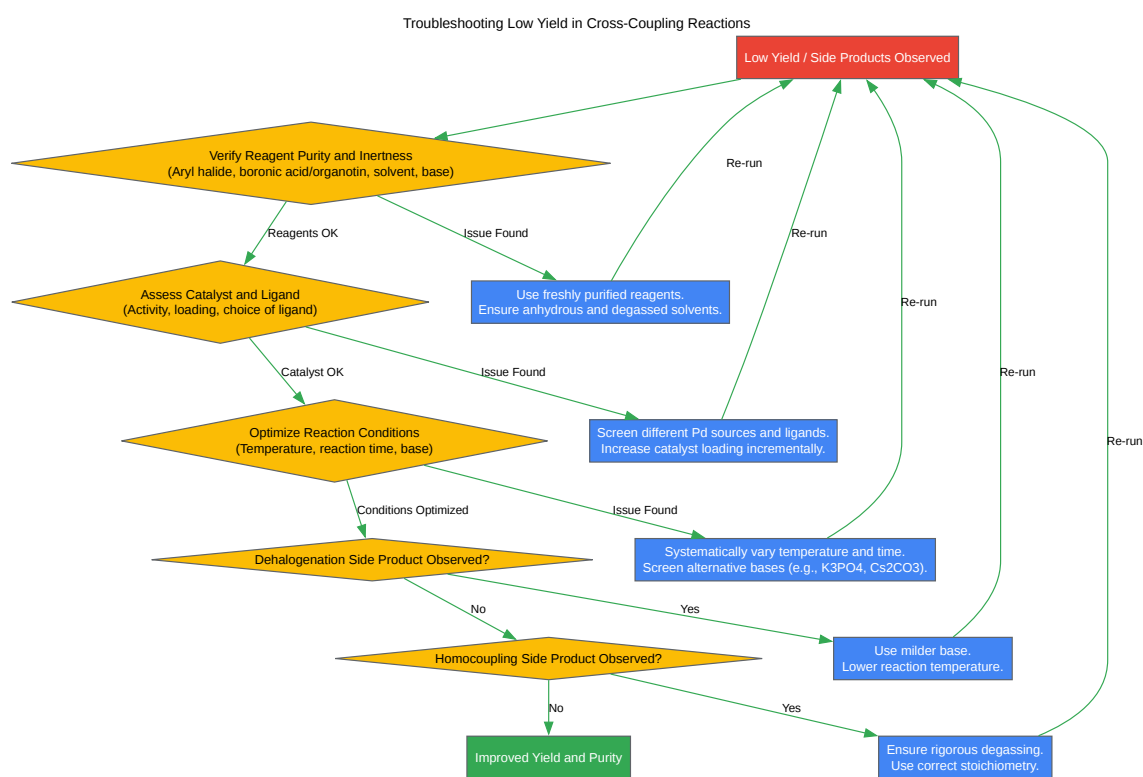 Troubleshooting Low Yield in Cross-Coupling Reactions
Low Yield / Side Products Observed
Verify Reagent Purity and Inertness
(Aryl halide, boronic acid/organotin, solvent, base)
Re-run
Reagents OK
Issue Found
Re-run
Assess Catalyst and Ligand
(Activity, loading, choice of ligand)
Use freshly purified reagents.
Ensure anhydrous and degassed solvents.
Re-run
Catalyst OK
Issue Found
Re-run
Optimize Reaction Conditions
(Temperature, reaction time, base)
Screen different Pd sources and ligands.
Increase catalyst loading incrementally.
Re-run
Conditions Optimized
Issue Found
Dehalogenation Side Product Observed?
Systematically vary temperature and time.
Screen alternative bases (e.g., K3PO4, Cs2CO3).
No
Yes
Homocoupling Side Product Observed?
Use milder base.
Lower reaction temperature.
No
Yes
Improved Yield and Purity
Ensure rigorous degassing.
Use correct stoichiometry.